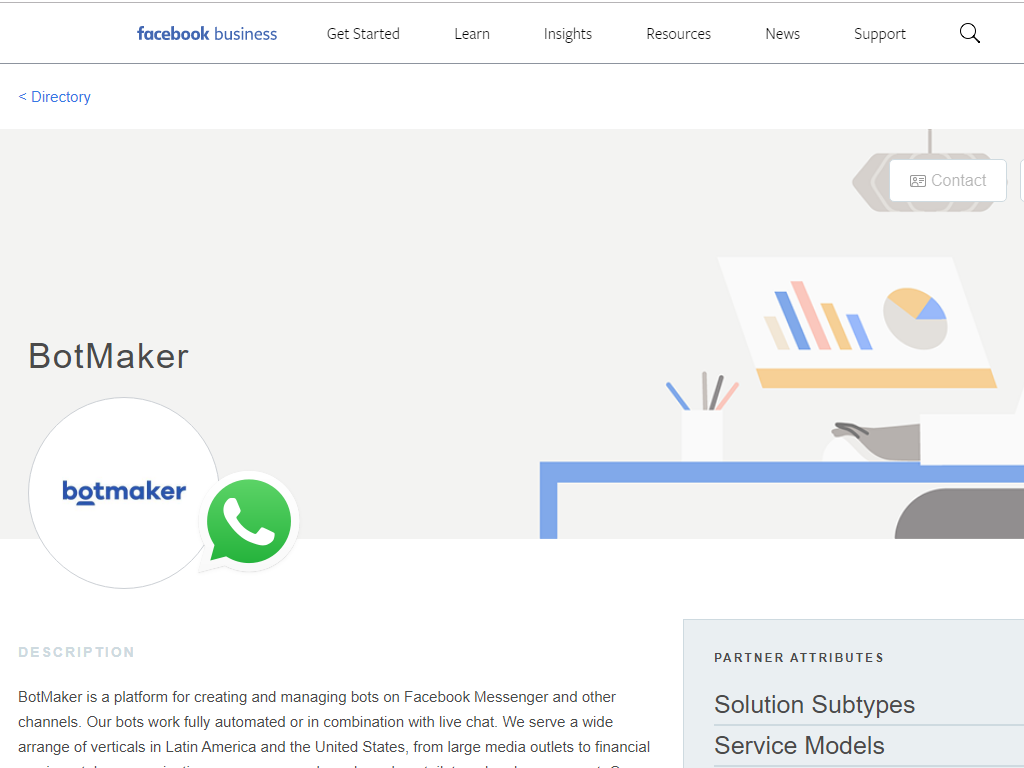 facebook business Get Started Learn Insights Resources News Support
< Directory
Contact
BotMaker
botmaker
DESCRIPTION
BotMaker is a platform for creating and managing bots on Facebook Messenger and other
channels. Our bots work fully automated or in combination with live chat. We serve a wide
arrange of verticals in Latin America and the United States, from large media outlets to financial
PARTNER ATTRIBUTES
Solution Subtypes
Service Models